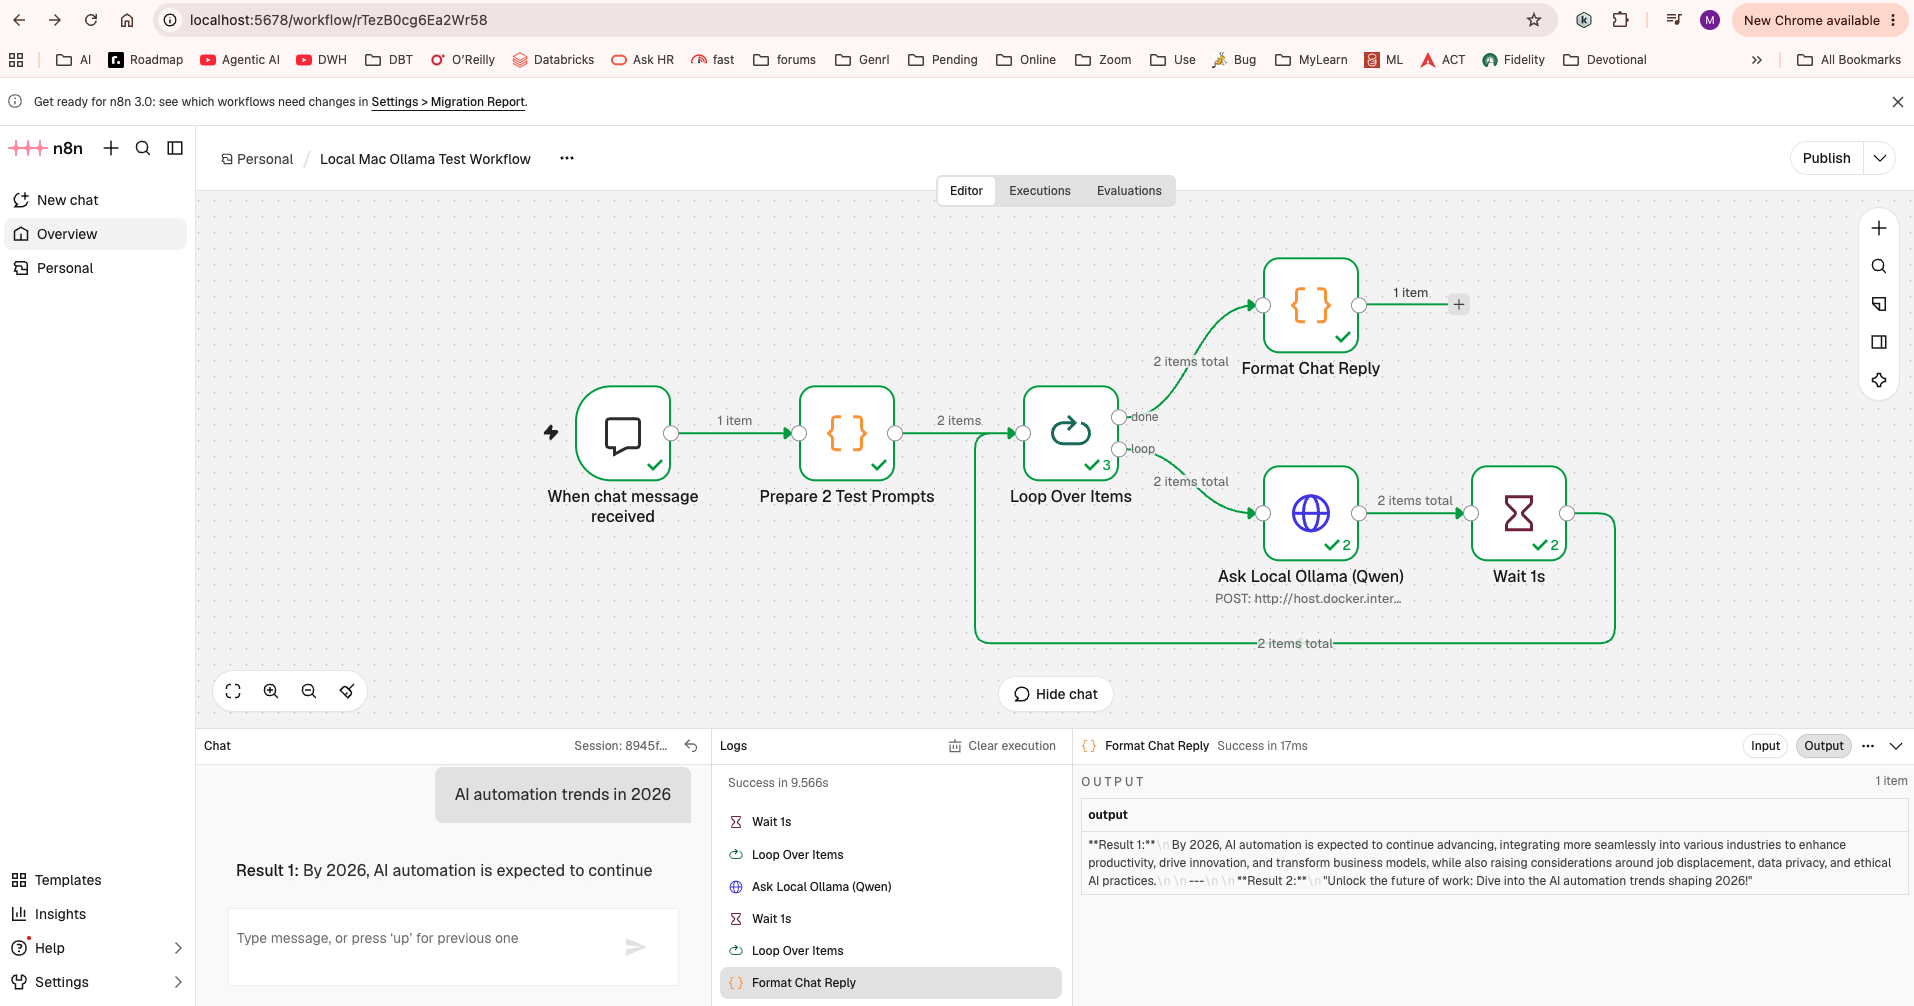 localhost:5678/workflow/rTezB0cg6Ea2Wr58
M
New Chrome available
AI
Roadmap
Agentic AI
DWH
DBT
O'Reilly
Databricks
Ask HR
fast
forums
Genrl
Pending
Online
Zoom
Use
Bug
MyLearn
ML
ACT
Fidelity
Devotional
All Bookmarks
Get ready for n8n 3.0: see which workflows need changes in Settings > Migration Report.
n8n
New chat
Overview
Personal
Templates
Insights
Help
Settings
Personal / Local Mac Ollama Test Workflow
Publish
Editor
Executions
Evaluations
1 item
Format Chat Reply
2 items total
1 item
2 items
done
loop
3
When chat message
received
Prepare 2 Test Prompts
Loop Over Items
2 items total
2 items total
2
2
Ask Local Ollama (Qwen)
POST: http://host.docker.inter...
Wait 1s
2 items total
Hide chat
Chat
Session: 8945f...
AI automation trends in 2026
Result 1: By 2026, AI automation is expected to continue
Type message, or press ‘up’ for previous one
Logs
Clear execution
Success in 9.566s
Wait 1s
Loop Over Items
Ask Local Ollama (Qwen)
Wait 1s
Loop Over Items
Format Chat Reply
Format Chat Reply
Success in 17ms
Input
Output
OUTPUT
1 item
output
**Result 1:**\n By 2026, AI automation is expected to continue advancing, integrating more seamlessly into various industries to enhance
productivity, drive innovation, and transform business models, while also raising considerations around job displacement, data privacy, and ethical
AI practices.\n \n---\n \n **Result 2:**\n "Unlock the future of work: Dive into the AI automation trends shaping 2026!"